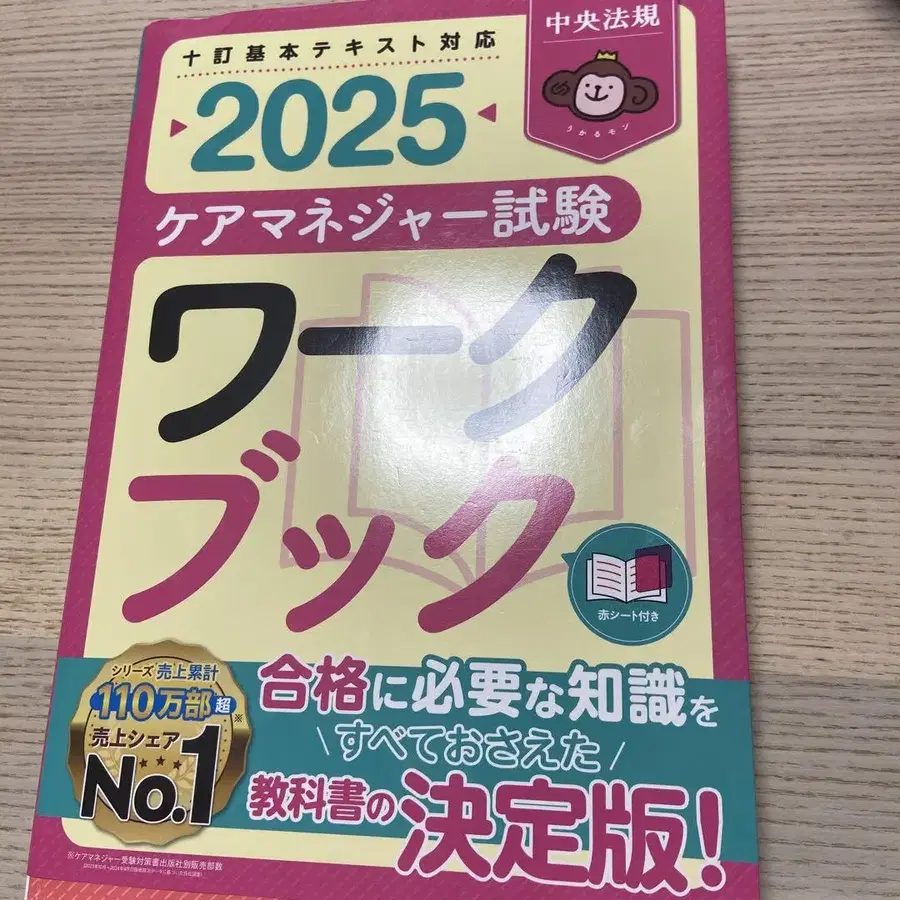 十訂基本テキスト対応
中央法規
うかるモン
2025
ケアマネジャー試験
ワーク
ブック
赤シート付き
シリーズ売上累計
110万部超
※
売上シェア
No.1
合格に必要な知識を
\すべておさえた/
教科書の決定版!
※ケアマネジャー受験対策書出版社別販売部数